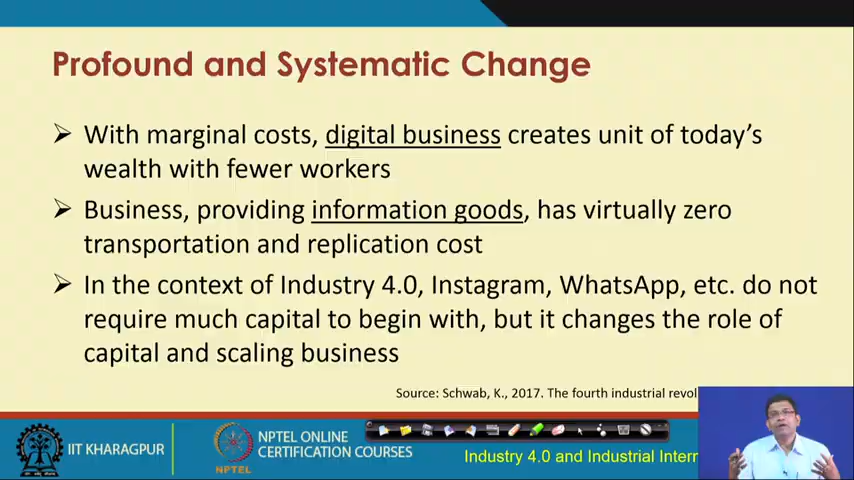 Profound and Systematic Change
➢ With marginal costs, digital business creates unit of today's
wealth with fewer workers
➢ Business, providing information goods, has virtually zero
transportation and replication cost
➢ In the context of Industry 4.0, Instagram, WhatsApp, etc. do not
require much capital to begin with, but it changes the role of
capital and scaling business
Source: Schwab, K., 2017. The fourth industrial revol
IIT KHARAGPUR
NPTEL
NPTEL ONLINE
CERTIFICATION COURSES
Industry 4.0 and Industrial Intern